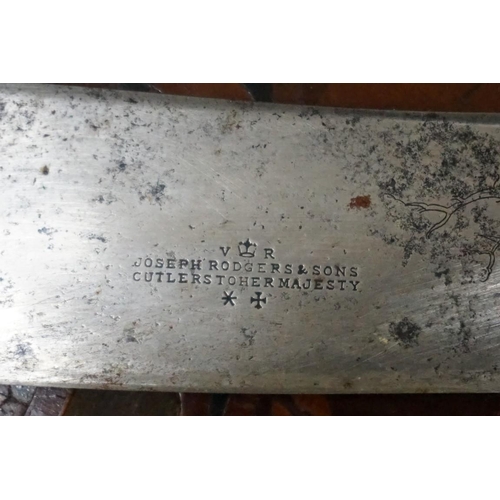 V R
JOSEPH RODGERS & SONS
CUTLERS TO HER MAJESTY